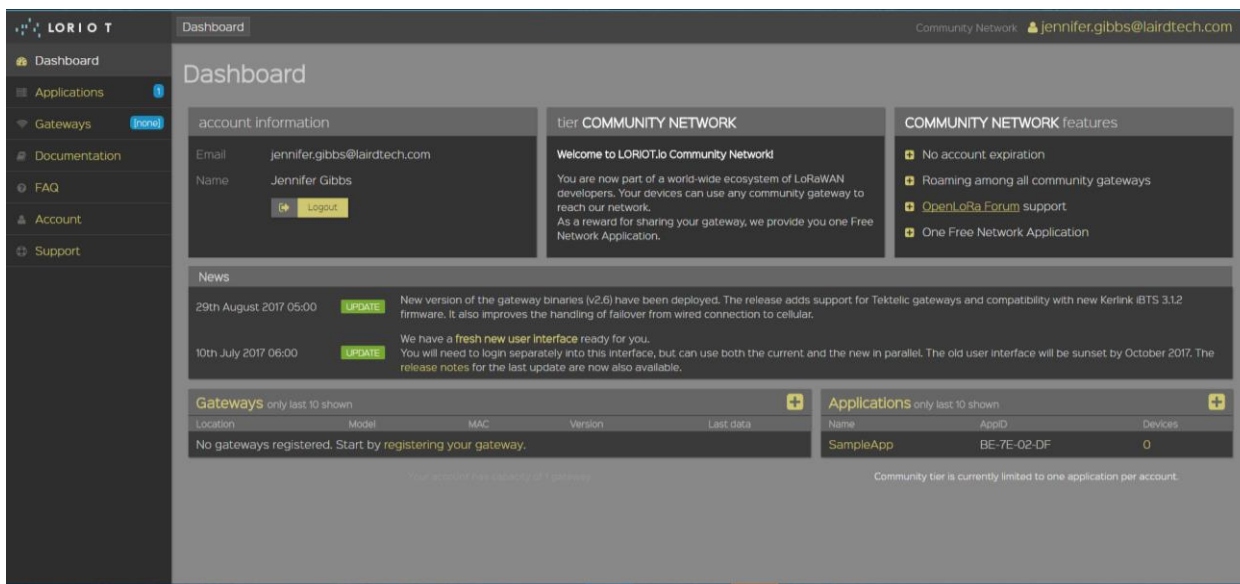 LORIOT
Dashboard
Community Network jennifer.gibbs@lairdtech.com
Dashboard
Applications 1
Gateways [none]
Documentation
FAQ
Account
Support
Dashboard
account information
Email jennifer.gibbs@lairdtech.com
Name Jennifer Gibbs
Logout
tier COMMUNITY NETWORK
Welcome to LORIOT.io Community Network!
You are now part of a world-wide ecosystem of LoRaWAN
developers. Your devices can use any community gateway to
reach our network.
As a reward for sharing your gateway, we provide you one Free
Network Application.
COMMUNITY NETWORK features
No account expiration
Roaming among all community gateways
OpenLoRa Forum support
One Free Network Application
News
29th August 2017 05:00 UPDATE New version of the gateway binaries (v2.6) have been deployed. The release adds support for Tektelic gateways and compatibility with new Kerlink iBTS 3.1.2
firmware. It also improves the handling of failover from wired connection to cellular.
10th July 2017 06:00 UPDATE We have a fresh new user interface ready for you.
You will need to login separately into this interface, but can use both the current and the new in parallel. The old user interface will be sunset by October 2017. The
release notes for the last update are now also available.
Gateways only last 10 shown
Location Model MAC Version Last data
No gateways registered. Start by registering your gateway.
Your account has capacity of 1 gateway.
Applications only last 10 shown
Name AppID Devices
SampleApp BE-7E-02-DF 0
Community tier is currently limited to one application per account.